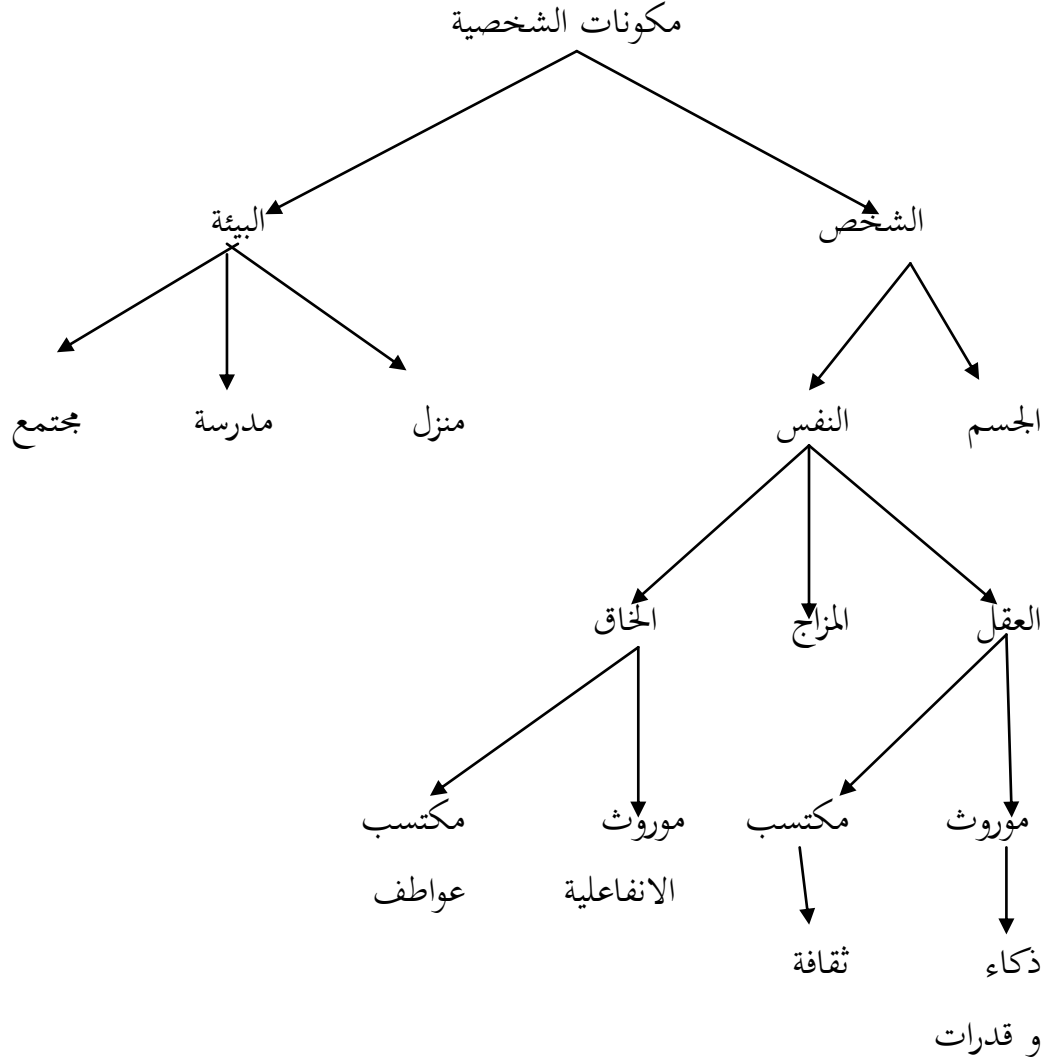 مكونات الشخصية
الشخص
البيئة
الجسم
النفس
منزل
مدرسة
مجتمع
العقل
المزاج
الخاق
موروث
مكتسب
موروث
مكتسب
الانفاعلية
عواطف
ذكاء
ثقافة
و قدرات